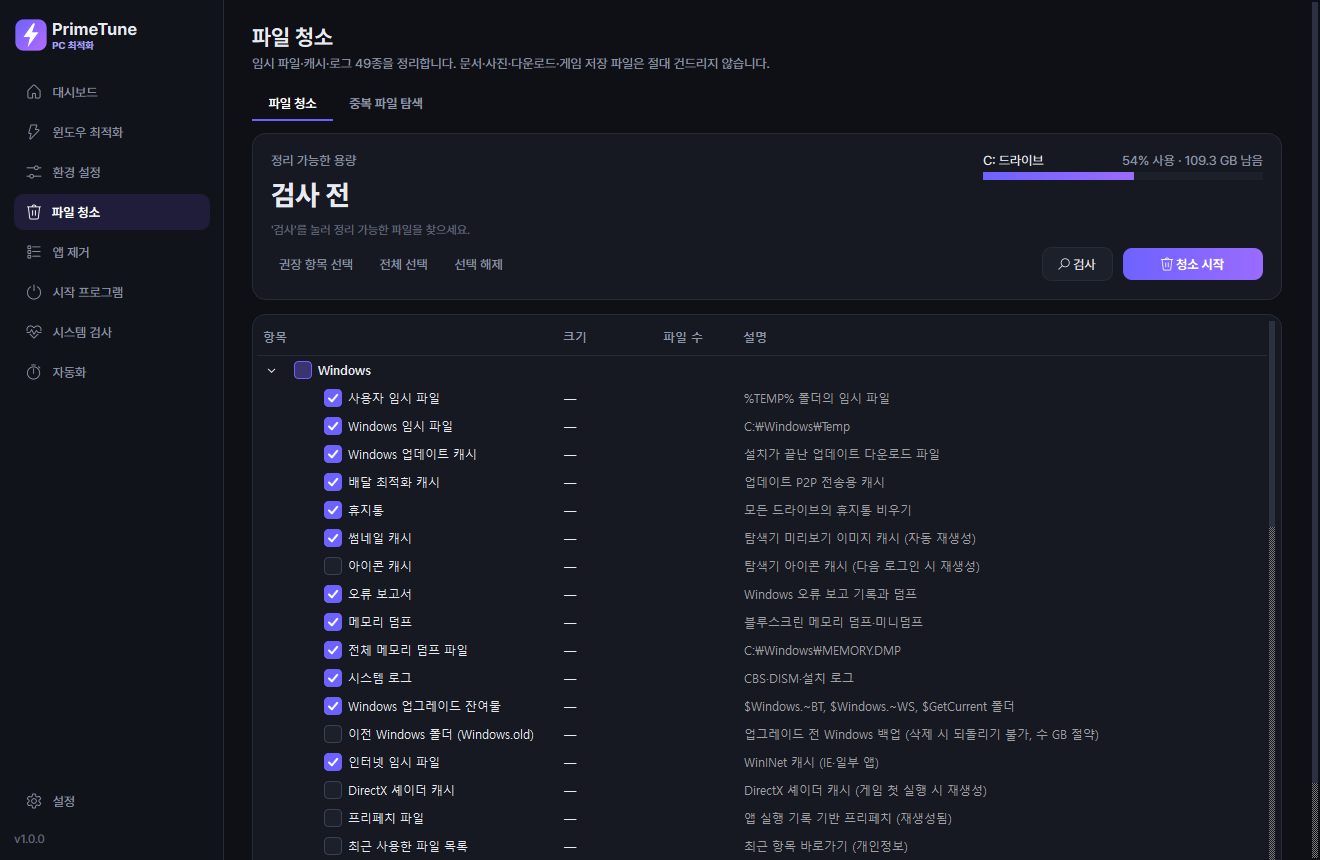 PrimeTune
PC 최적화
대시보드
윈도우 최적화
환경 설정
파일 청소
앱 제거
시작 프로그램
시스템 검사
자동화
설정
v1.0.0
파일 청소
임시 파일·캐시·로그 49종을 정리합니다. 문서·사진·다운로드·게임 저장 파일은 절대 건드리지 않습니다.
파일 청소 중복 파일 탐색
정리 가능한 용량
검사 전
'검사'를 눌러 정리 가능한 파일을 찾으세요.
C: 드라이브 54% 사용 · 109.3 GB 남음
권장 항목 선택 전체 선택 선택 해제
검사 청소 시작
항목 크기 파일 수 설명
Windows
사용자 임시 파일 — %TEMP% 폴더의 임시 파일
Windows 임시 파일 — C:₩Windows₩Temp
Windows 업데이트 캐시 — 설치가 끝난 업데이트 다운로드 파일
배달 최적화 캐시 — 업데이트 P2P 전송용 캐시
휴지통 — 모든 드라이브의 휴지통 비우기
썸네일 캐시 — 탐색기 미리보기 이미지 캐시 (자동 재생성)
아이콘 캐시 — 탐색기 아이콘 캐시 (다음 로그인 시 재생성)
오류 보고서 — Windows 오류 보고 기록과 덤프
메모리 덤프 — 블루스크린 메모리 덤프·미니덤프
전체 메모리 덤프 파일 — C:₩Windows₩MEMORY.DMP
시스템 로그 — CBS·DISM·설치 로그
Windows 업그레이드 잔여물 — $Windows.~BT, $Windows.~WS, $GetCurrent 폴더
이전 Windows 폴더 (Windows.old) — 업그레이드 전 Windows 백업 (삭제 시 되돌리기 불가, 수 GB 절약)
인터넷 임시 파일 — WinINet 캐시 (IE·일부 앱)
DirectX 셰이더 캐시 — DirectX 셰이더 캐시 (게임 첫 실행 시 재생성)
프리페치 파일 — 앱 실행 기록 기반 프리페치 (재생성됨)
최근 사용한 파일 목록 — 최근 항목 바로가기 (개인정보)